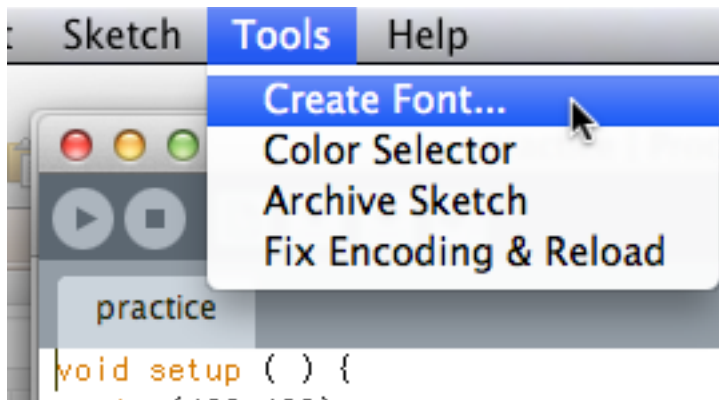 Sketch Tools Help
Create Font...
Color Selector
Archive Sketch
Fix Encoding & Reload
practice
void setup ( ) {